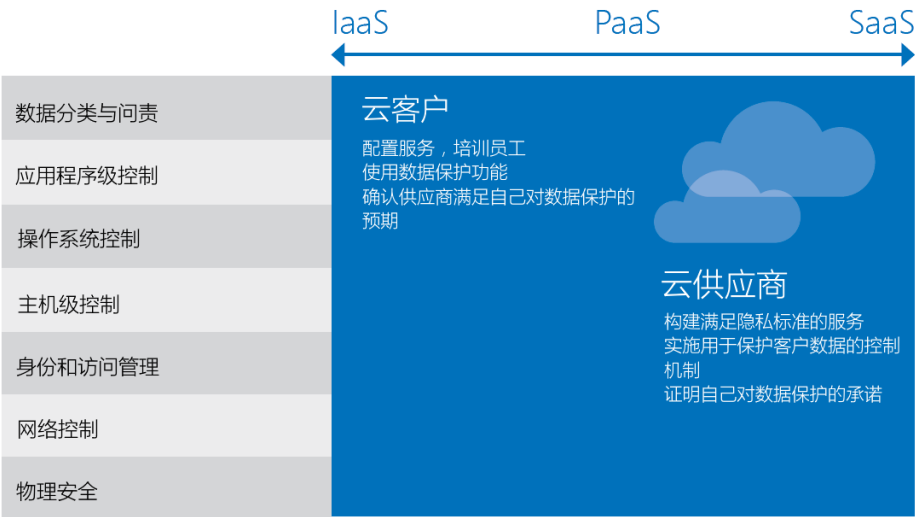 IaaS PaaS SaaS
数据分类与问责
应用程序级控制
操作系统控制
主机级控制
身份和访问管理
网络控制
物理安全
云客户
配置服务，培训员工
使用数据保护功能
确认供应商满足自己对数据保护的
预期
云供应商
构建满足隐私标准的服务
实施用于保护客户数据的控制
机制
证明自己对数据保护的承诺